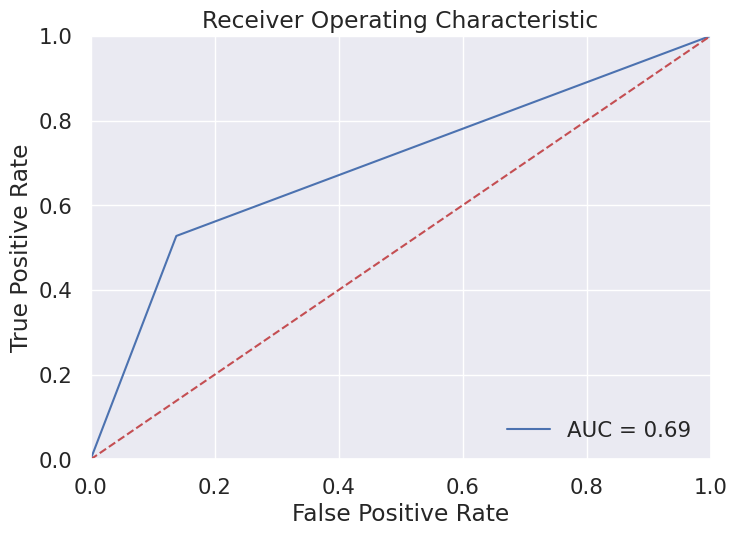 Receiver Operating Characteristic
1.0
0.8
0.6
0.4
0.2
0.0
True Positive Rate
AUC = 0.69
0.0 0.2 0.4 0.6 0.8 1.0
False Positive Rate